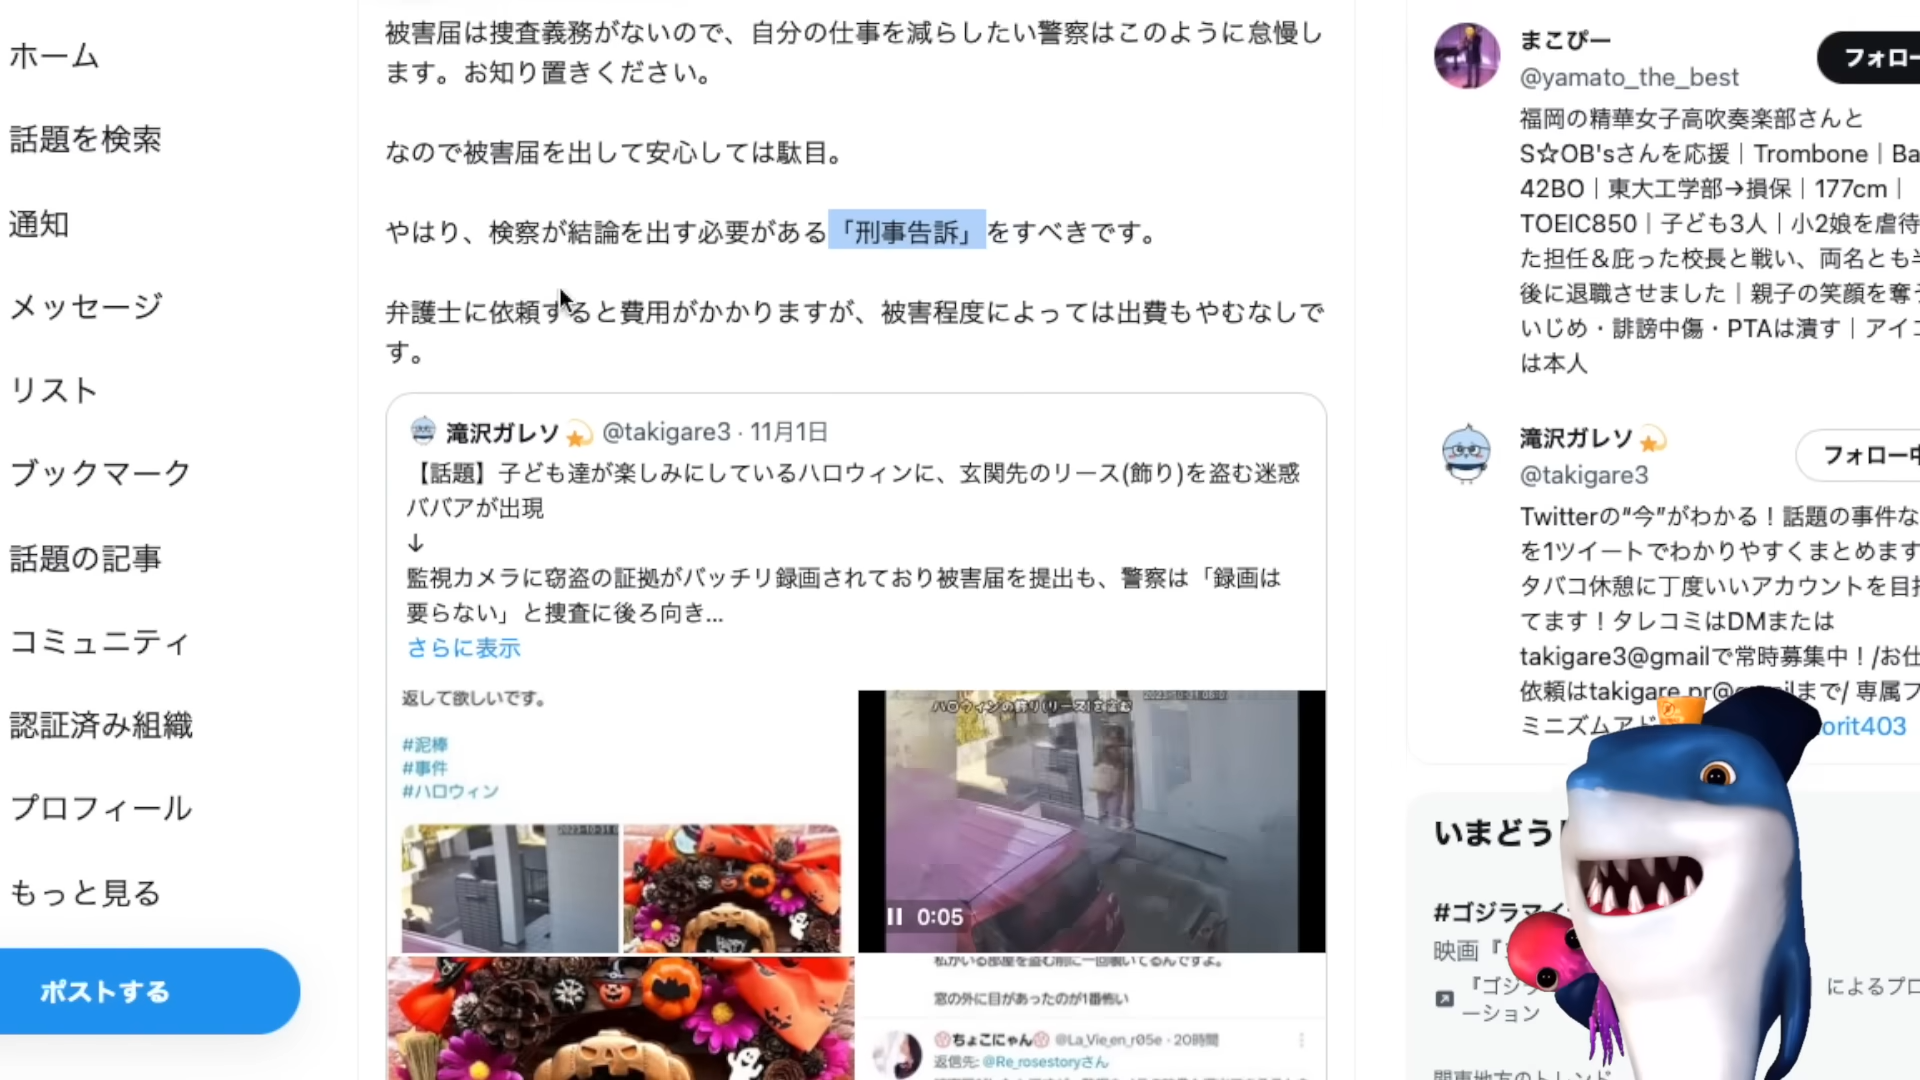 ホーム
話題を検索
通知
メッセージ
リスト
ブックマーク
話題の記事
コミュニティ
認証済み組織
プロフィール
もっと見る
ポストする
被害届は捜査義務がないので、自分の仕事を減らしたい警察はこのように怠慢し
ます。お知り置きください。
なので被害届を出して安心しては駄目。
やはり、検察が結論を出す必要がある「刑事告訴」をすべきです。
弁護士に依頼すると費用がかかりますが、被害程度によっては出費もやむなしで
す。
滝沢ガレソ @takigare3 · 11月1日
【話題】子ども達が楽しみにしているハロウィンに、玄関先のリース(飾り)を盗む迷惑
ババアが出現
↓
監視カメラに窃盗の証拠がバッチリ録画されており被害届を提出も、警察は「録画は
要らない」と捜査に後ろ向き...
さらに表示
返して欲しいです。
#泥棒
#事件
#ハロウィン
ハロウィンの飾り(リース)を盗む
0:05
窓の外に目があったのが1番怖い
ちょこにゃん @La_Vie_en_r05e · 20時間
返信先: @Re_rosestoryさん
まこぴー
フォロー
@yamato_the_best
福岡の精華女子高吹奏楽部さんと
S☆OB'sさんを応援｜Trombone｜Ba
42BO｜東大工学部→損保｜177cm｜
TOEIC850｜子ども3人｜小2娘を虐待
た担任＆庇った校長と戦い、両名とも半
後に退職させました｜親子の笑顔を奪う
いじめ・誹謗中傷・PTAは潰す｜アイコ
は本人
滝沢ガレソ
フォロー中
@takigare3
Twitterの“今”がわかる！話題の事件な
を1ツイートでわかりやすくまとめます
タバコ休憩に丁度いいアカウントを目指
てます！タレコミはDMまたは
takigare3@gmailで常時募集中！/お仕
依頼はtakigare.pr@gmailまで/ 専属フ
ミニズムアド
orit403
いまどう
#ゴジラマイ
映画『
『ゴジラ
によるプロ
ーション
関東地方のトレンド